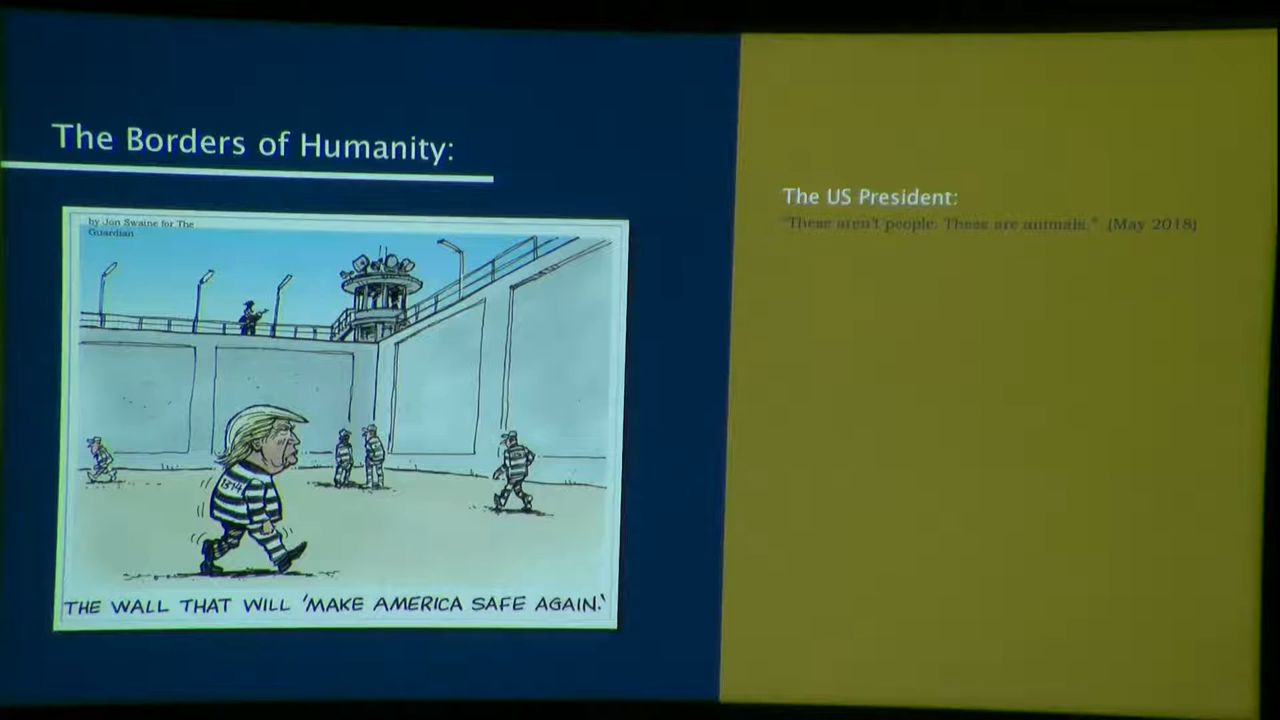 The Borders of Humanity:
by Jon Swaine for The
Guardian
1314
THE WALL THAT WILL 'MAKE AMERICA SAFE AGAIN.'
The US President:
"These aren't people. These are animals." (May 2018)